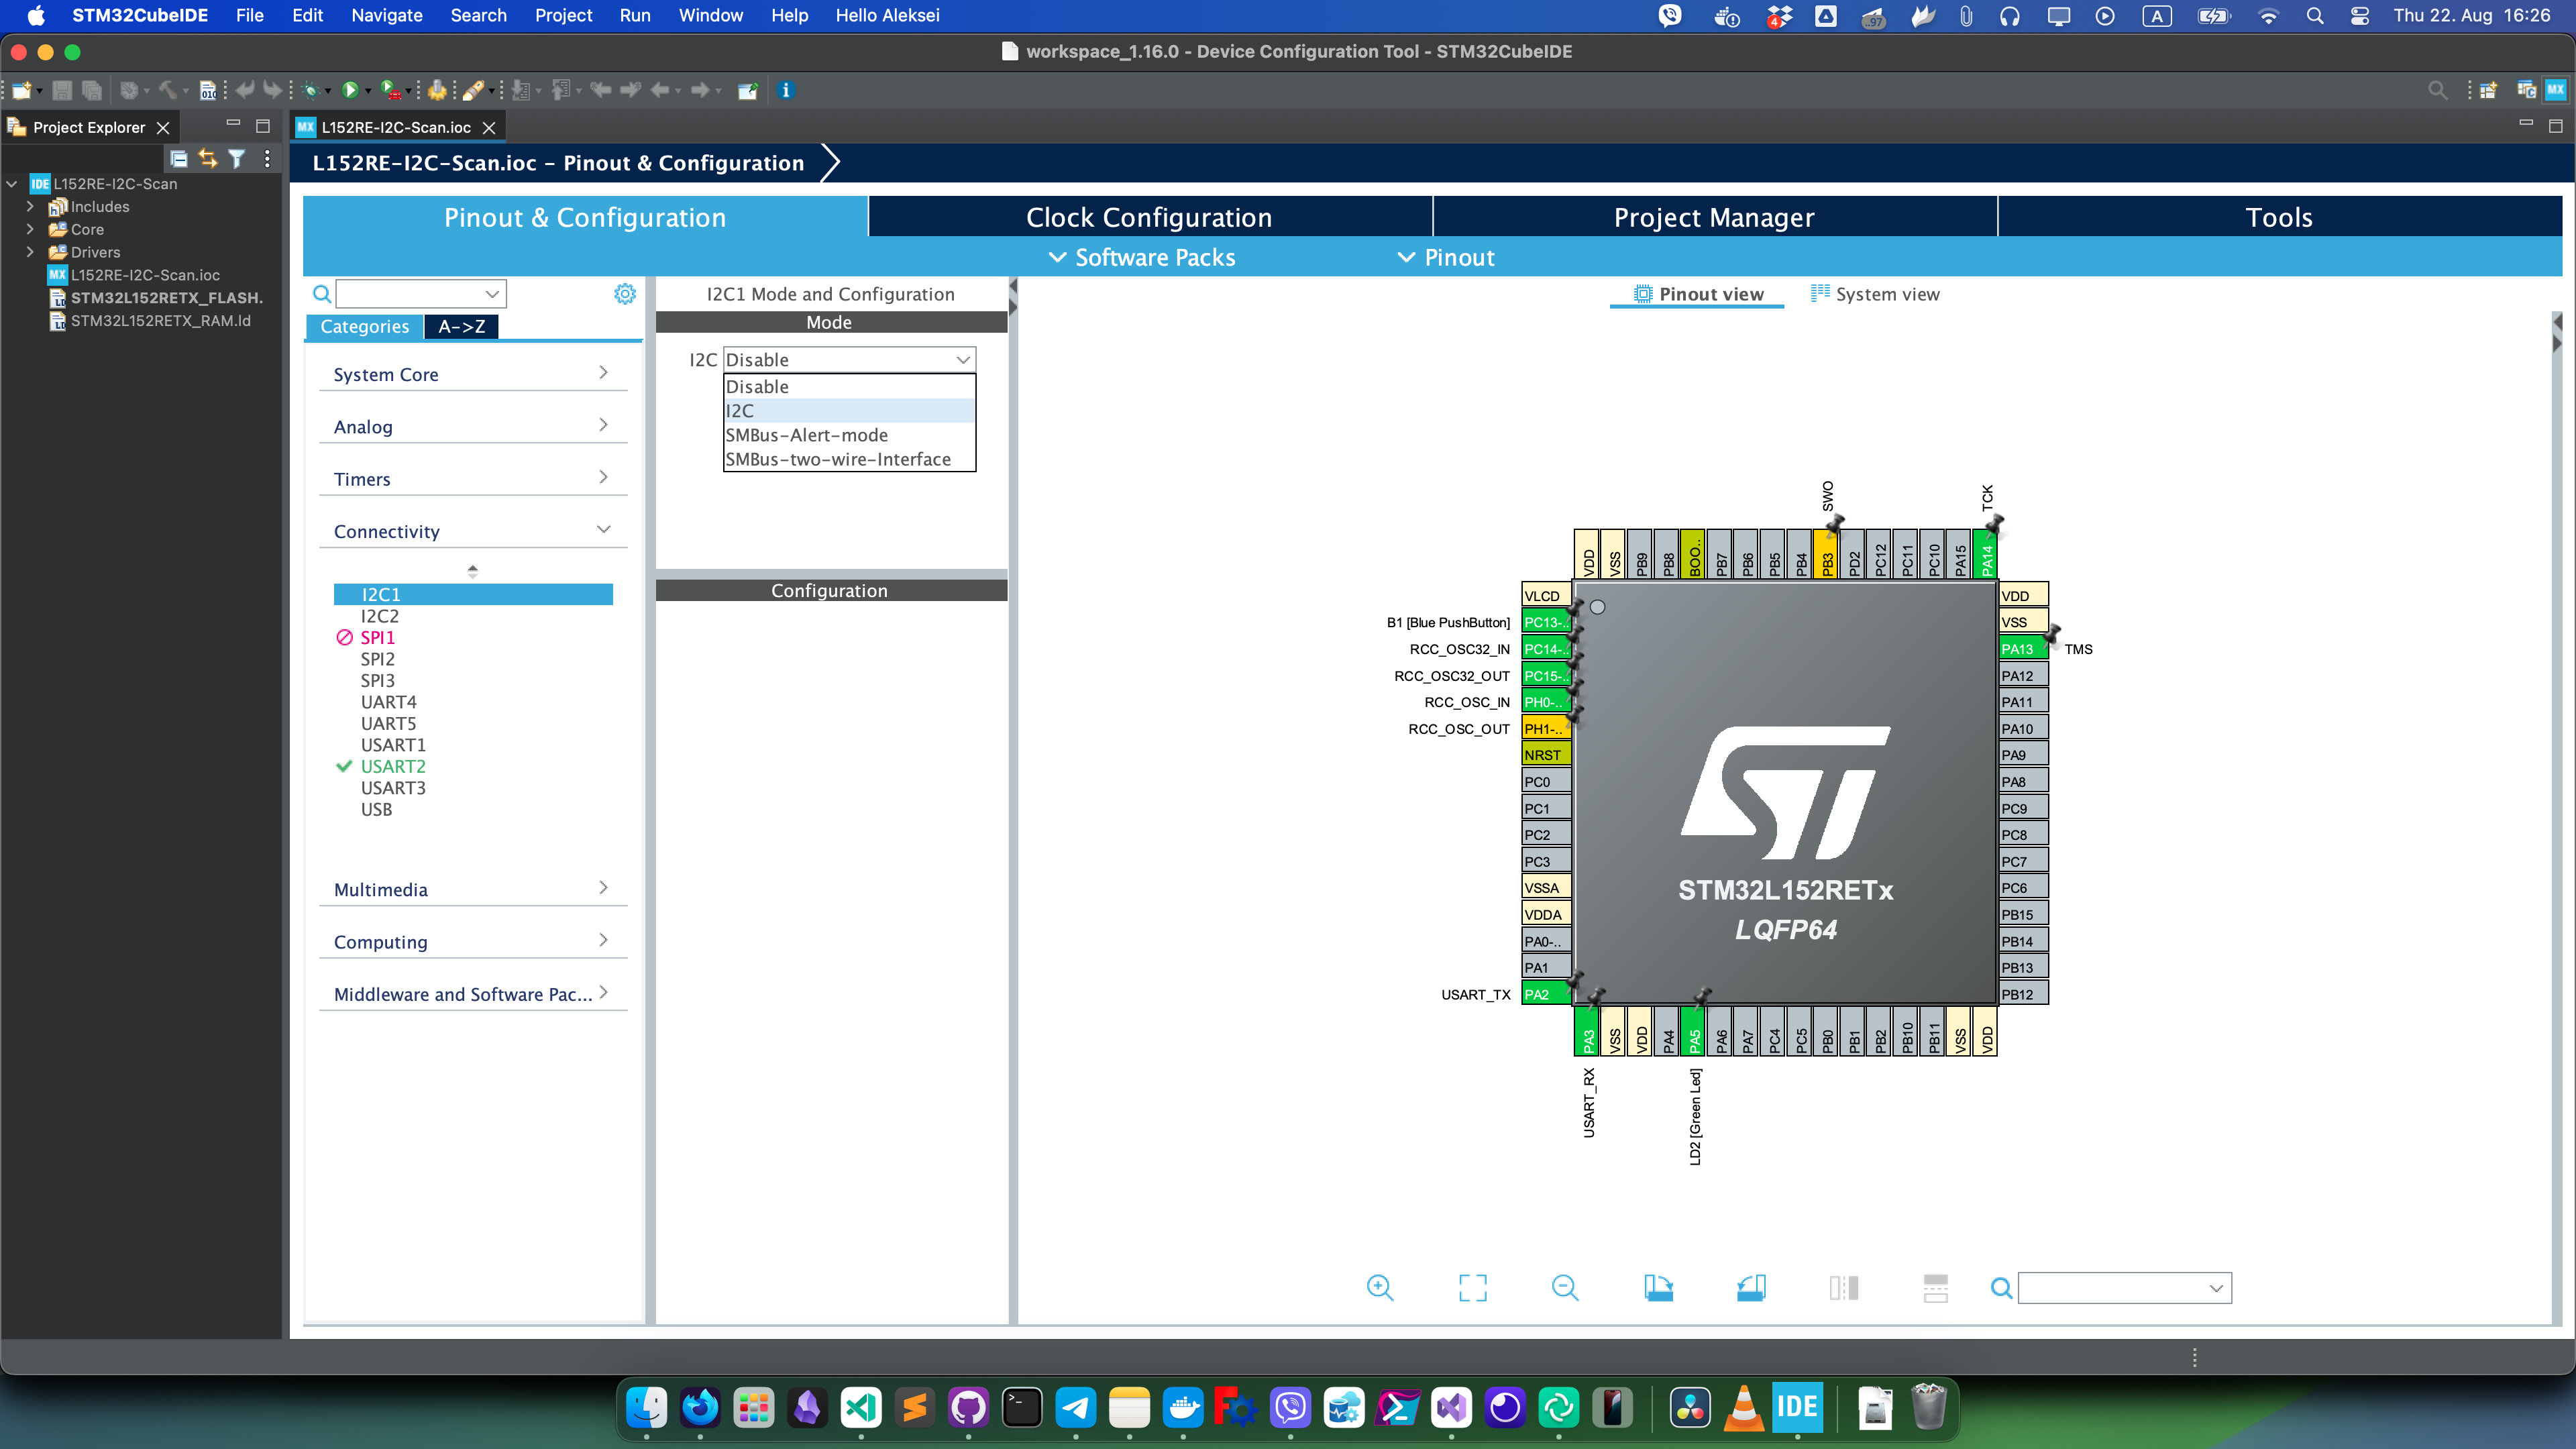 STM32CubeIDE File Edit Navigate Search Project Run Window Help Hello Aleksei
4 ..97 A Thu 22. Aug 16:26
workspace_1.16.0 - Device Configuration Tool - STM32CubeIDE
010 i MX
Project Explorer
MX L152RE-I2C-Scan.ioc
L152RE-I2C-Scan.ioc - Pinout & Configuration
IDE L152RE-I2C-Scan
Includes
Core
Drivers
MX L152RE-I2C-Scan.ioc
STM32L152RETX_FLASH.
STM32L152RETX_RAM.ld
Pinout & Configuration
Clock Configuration
Project Manager
Tools
Software Packs
Pinout
Categories
A->Z
System Core
Analog
Timers
Connectivity
I2C1
I2C2
SPI1
SPI2
SPI3
UART4
UART5
USART1
USART2
USART3
USB
Multimedia
Computing
Middleware and Software Pac...
I2C1 Mode and Configuration
Mode
I2C Disable
Disable
I2C
SMBus-Alert-mode
SMBus-two-wire-Interface
Configuration
Pinout view
System view
SWO
TCK
VDD
VSS
PB9
PB8
BOO..
PB7
PB6
PB5
PB4
PB3
PD2
PC12
PC11
PC10
PA15
PA14
VLCD
B1 [Blue PushButton] PC13-..
RCC_OSC32_IN PC14-..
RCC_OSC32_OUT PC15-..
RCC_OSC_IN PH0-..
RCC_OSC_OUT PH1-..
NRST
PC0
PC1
PC2
PC3
VSSA
VDDA
PA0-..
PA1
USART_TX PA2
VDD
VSS
PA13 TMS
PA12
PA11
PA10
PA9
PA8
PC9
PC8
PC7
PC6
PB15
PB14
PB13
PB12
ST
STM32L152RETx
LQFP64
PA3
VSS
VDD
PA4
PA5
PA6
PA7
PC4
PC5
PB0
PB1
PB2
PB10
PB11
VSS
VDD
USART_RX
LD2 [Green Led]
IDE